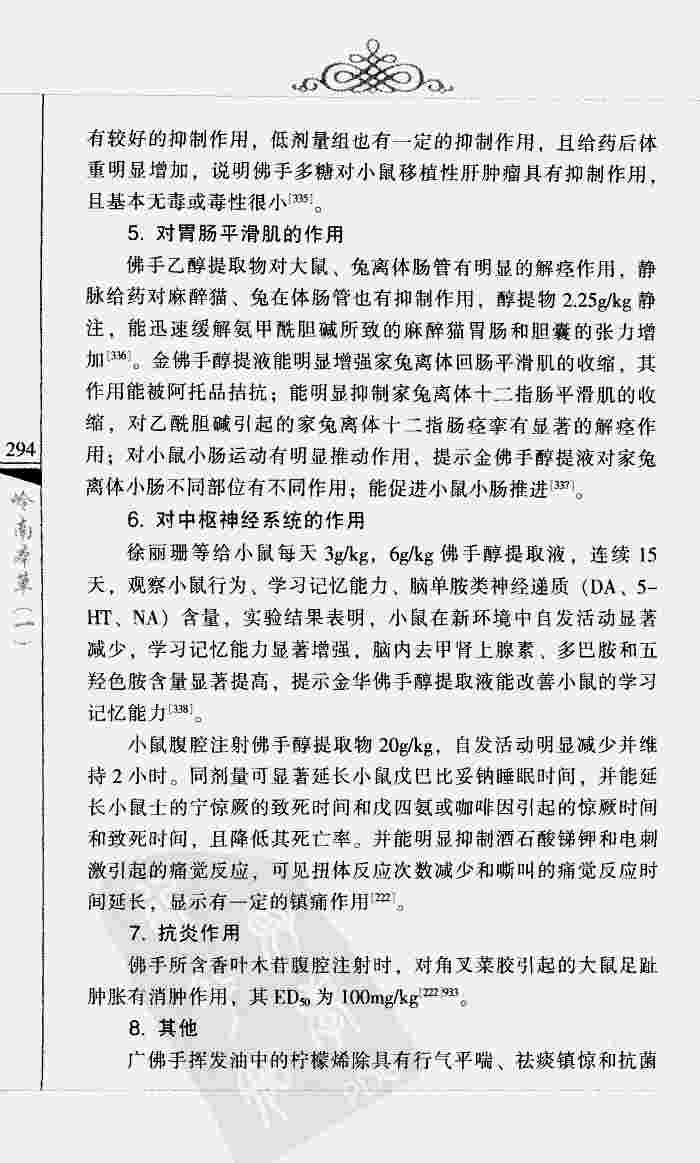 有较好的抑制作用，低剂量组也有一定的抑制作用，且给药后体
重明显增加，说明佛手多糖对小鼠移植性肝肿瘤具有抑制作用，
且基本无毒或毒性很小[335]。
5. 对胃肠平滑肌的作用
佛手乙醇提取物对大鼠、兔离体肠管有明显的解痉作用，静
脉给药对麻醉猫、兔在体肠管也有抑制作用，醇提物 2.25g/kg 静
注，能迅速缓解氨甲酰胆碱所致的麻醉猫胃肠和胆囊的张力增
加[336]。金佛手醇提液能明显增强家兔离体回肠平滑肌的收缩，其
作用能被阿托品拮抗；能明显抑制家兔离体十二指肠平滑肌的收
缩，对乙酰胆碱引起的家兔离体十二指肠痉挛有显著的解痉作
用；对小鼠小肠运动有明显推动作用，提示金佛手醇提液对家兔
离体小肠不同部位有不同作用；能促进小鼠小肠推进[337]。
294
岭南本草（一）
6. 对中枢神经系统的作用
徐丽珊等给小鼠每天 3g/kg，6g/kg 佛手醇提取液，连续 15
天，观察小鼠行为、学习记忆能力、脑单胺类神经递质（DA、5-
HT、NA）含量，实验结果表明，小鼠在新环境中自发活动显著
减少，学习记忆能力显著增强，脑内去甲肾上腺素、多巴胺和五
羟色胺含量显著提高，提示金华佛手醇提取液能改善小鼠的学习
记忆能力[338]。
小鼠腹腔注射佛手醇提取物 20g/kg，自发活动明显减少并维
持 2 小时。同剂量可显著延长小鼠戊巴比妥钠睡眠时间，并能延
长小鼠士的宁惊厥的致死时间和戊四氨或咖啡因引起的惊厥时间
和致死时间，且降低其死亡率。并能明显抑制酒石酸锑钾和电刺
激引起的痛觉反应，可见扭体反应次数减少和嘶叫的痛觉反应时
间延长，显示有一定的镇痛作用[222]。
7. 抗炎作用
佛手所含香叶木苷腹腔注射时，对角叉菜胶引起的大鼠足趾
肿胀有消肿作用，其 ED50 为 100mg/kg[222]933。
8. 其他
广佛手挥发油中的柠檬烯除具有行气平喘、祛痰镇惊和抗菌